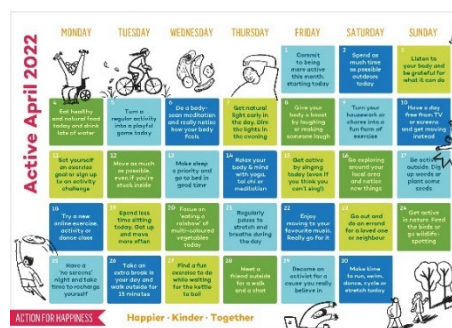 Active April 2022
MONDAY TUESDAY WEDNESDAY THURSDAY FRIDAY SATURDAY SUNDAY
1
Commit
to being
more active
this month,
starting today
2
Spend as
much time
as possible
outdoors
today
3
Listen to
your body and
be grateful for
what it can do
4
Eat healthy
and natural food
today and drink
lots of water
5
Turn a
regular activity
into a playful
game today
6
Do a body-
scan meditation
and really notice
how your body
feels
7
Get natural
light early in
the day. Dim
the lights in
the evening
8
Give your
body a boost
by laughing
or making
someone laugh
9
Turn your
housework or
chores into a
fun form of
exercise
10
Have a day
free from TV
or screens
and get moving
instead
11
Set yourself
an exercise
goal or sign up
to an activity
challenge
12
Move as much
as possible,
even if you're
stuck inside
13
Make sleep
a priority and
go to bed in
good time
14
Relax your
body & mind
with yoga,
tai chi or
meditation
15
Get active
by singing
today (even if
you think you
can't sing!)
16
Go exploring
around your
local area
and notice
new things
17
Be active
outside. Dig
up weeds or
plant some
seeds
18
Try a new
online exercise,
activity or
dance class
19
Spend less
time sitting
today. Get up
and move
more often
20
Focus on
'eating a
rainbow' of
multi-coloured
vegetables
today
21
Regularly
pause to
stretch and
breathe during
the day
22
Enjoy
moving to
your favourite
music.
Really go for it
23
Go out and
do an errand
for a loved one
or neighbour
24
Get active
in nature. Feed
the birds or
go wildlife-
spotting
25
Have a
'no screens'
night and take
time to recharge
yourself
26
Take an
extra break in
your day and
walk outside for
15 minutes
27
Find a fun
exercise to do
while waiting
for the kettle
to boil
28
Meet a
friend outside
for a walk
and a chat
29
Become an
activist for a
cause you really
believe in
30
Make time
to run, swim,
dance, cycle or
stretch today
ACTION FOR HAPPINESS
Happier · Kinder · Together